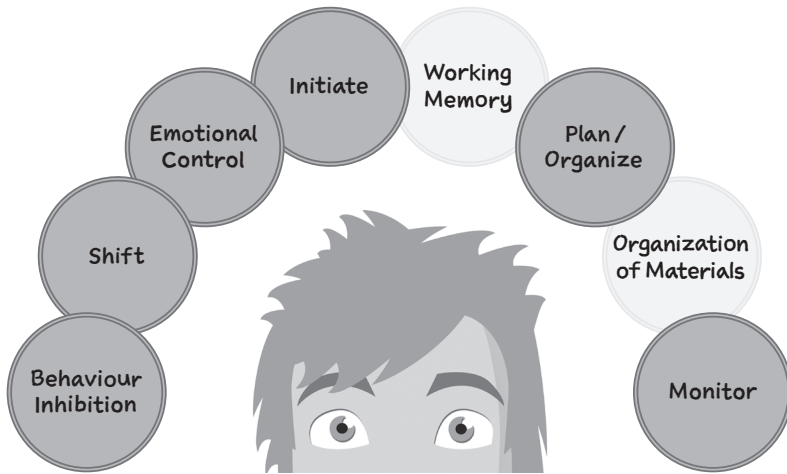 Behaviour
Inhibition
Shift
Emotional
Control
Initiate
Working
Memory
Plan /
Organize
Organization
of Materials
Monitor